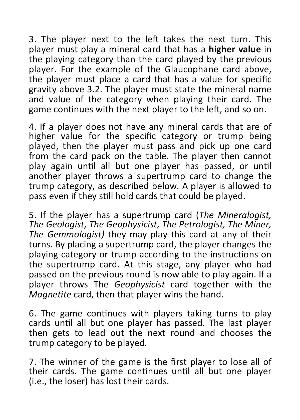 3. The player next to the left takes the next turn. This
player must play a mineral card that has a higher value in
the playing category than the card played by the previous
player. For the example of the Glaucophane card above,
the player must place a card that has a value for specific
gravity above 3.2. The player must state the mineral name
and value of the category when playing their card. The
game continues with the next player to the left, and so on.
4. If a player does not have any mineral cards that are of
higher value for the specific category or trump being
played, then the player must pass and pick up one card
from the card pack on the table. The player then cannot
play again until all but one player has passed, or until
another player throws a supertrump card to change the
trump category, as described below. A player is allowed to
pass even if they still hold cards that could be played.
5. If the player has a supertrump card (The Mineralogist,
The Geologist, The Geophysicist, The Petrologist, The Miner,
The Gemmologist) they may play this card at any of their
turns. By placing a supertrump card, the player changes the
playing category or trump according to the instructions on
the supertrump card. At this stage, any player who had
passed on the previous round is now able to play again. If a
player throws The Geophysicist card together with the
Magnetite card, then that player wins the hand.
6. The game continues with players taking turns to play
cards until all but one player has passed. The last player
then gets to lead out the next round and chooses the
trump category to be played.
7. The winner of the game is the first player to lose all of
their cards. The game continues until all but one player
(i.e., the loser) has lost their cards.